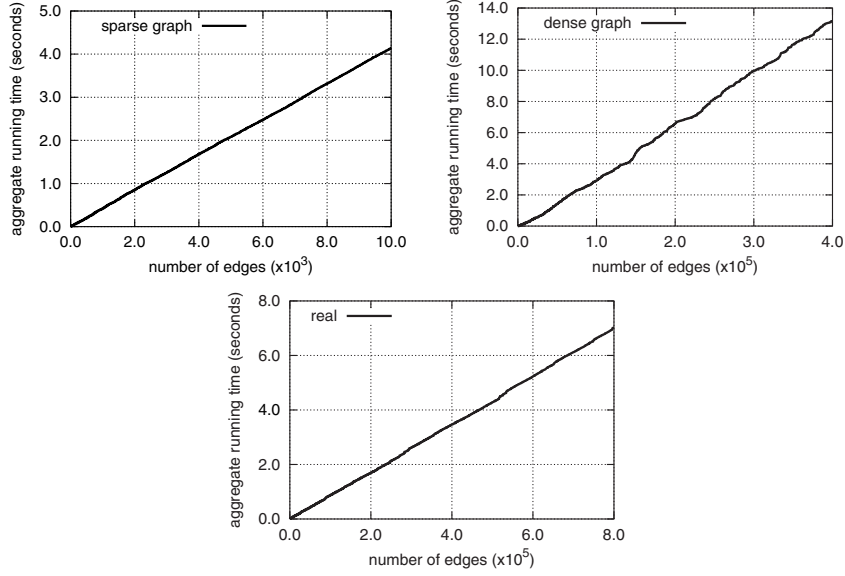 sparse graph
aggregate running time (seconds)
5.0
4.0
3.0
2.0
1.0
0.0
0.0 2.0 4.0 6.0 8.0 10.0
number of edges (x10³)
dense graph
aggregate running time (seconds)
14.0
12.0
10.0
8.0
6.0
4.0
2.0
0.0
0.0 1.0 2.0 3.0 4.0
number of edges (x10⁵)
real
aggregate running time (seconds)
8.0
6.0
4.0
2.0
0.0
0.0 2.0 4.0 6.0 8.0
number of edges (x10⁵)